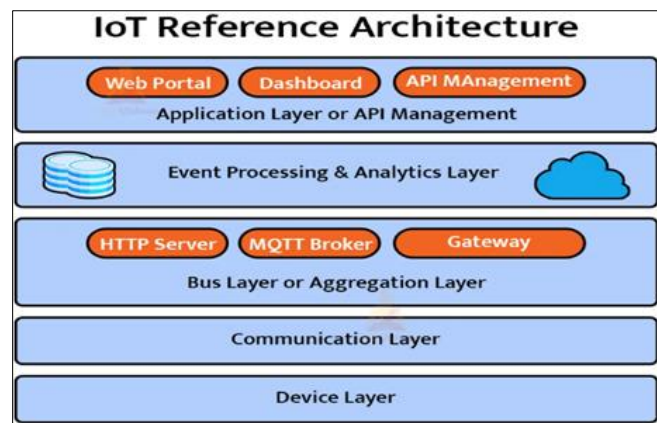 IoT Reference Architecture
Web Portal Dashboard API MAnagement
Application Layer or API Management
Event Processing & Analytics Layer
HTTP Server MQTT Broker Gateway
Bus Layer or Aggregation Layer
Communication Layer
Device Layer